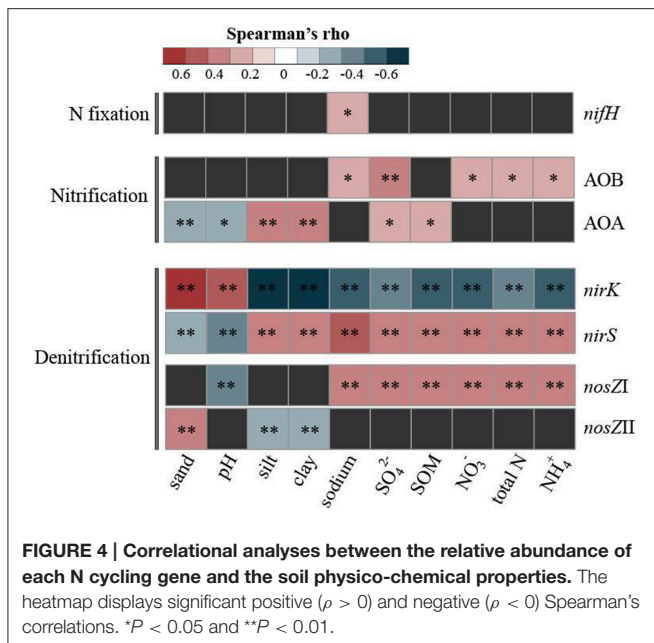 Spearman's rho
0.6 0.4 0.2 0 -0.2 -0.4 -0.6
N fixation * nifH
Nitrification
* ** * * * AOB
** * ** ** * * AOA
Denitrification
** ** ** ** ** ** ** ** ** ** nirK
** ** ** ** ** ** ** ** ** ** nirS
** ** ** ** ** ** ** nosZI
** ** ** nosZII
sand pH silt clay sodium SO₄²⁻ SOM NO₃⁻ total N NH₄⁺
FIGURE 4 | Correlational analyses between the relative abundance of
each N cycling gene and the soil physico-chemical properties. The
heatmap displays significant positive (ρ > 0) and negative (ρ < 0) Spearman's
correlations. *P < 0.05 and **P < 0.01.